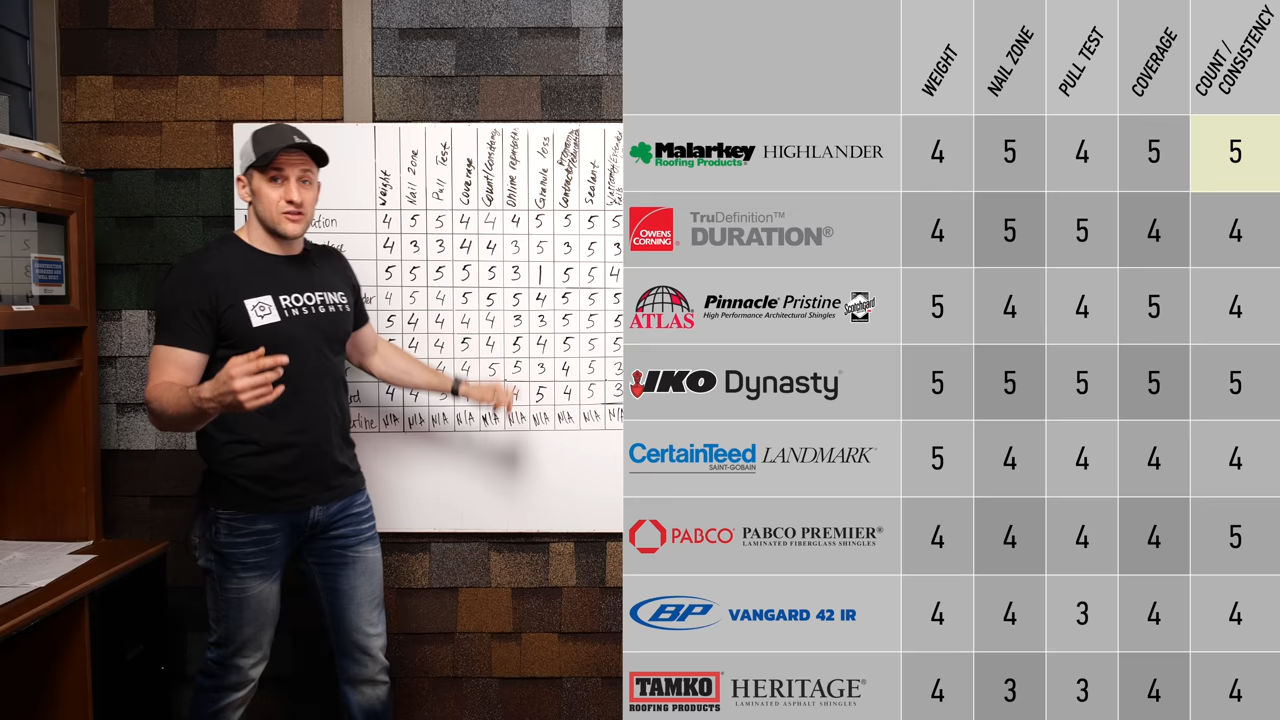 WEIGHT
NAIL ZONE
PULL TEST
COVERAGE
COUNT /
CONSISTENCY
Malarkey HIGHLANDER
Roofing Products®
4 5 4 5 5
OWENS CORNING
TruDefinition™
DURATION®
4 5 5 4 4
ATLAS
Pinnacle® Pristine
High Performance Architectural Shingles
Scotchgard
5 4 4 5 4
IKO Dynasty®
5 5 5 5 5
CertainTeed LANDMARK™
SAINT-GOBAIN
5 4 4 4 4
PABCO® PABCO PREMIER®
LAMINATED FIBERGLASS SHINGLES
4 4 4 4 5
BP VANGARD 42 IR
4 4 3 4 4
TAMKO® HERITAGE®
ROOFING PRODUCTS LAMINATED ASPHALT SHINGLES
4 3 3 4 4
ROOFING
INSIGHTS
Weight
Nail Zone
Pull Test
Coverage
Count/Consistency
Granule loss
Sealant
4 5 5 4 4 4 5 5 5 5
4 3 3 4 4 3 5 3 5 3
5 5 5 5 5 3 1 5 5 4
4 5 4 5 5 5 4 5 5 5
5 4 4 4 4 3 3 5 5 5
N/A N/A N/A N/A N/A N/A N/A N/A N/A N/A